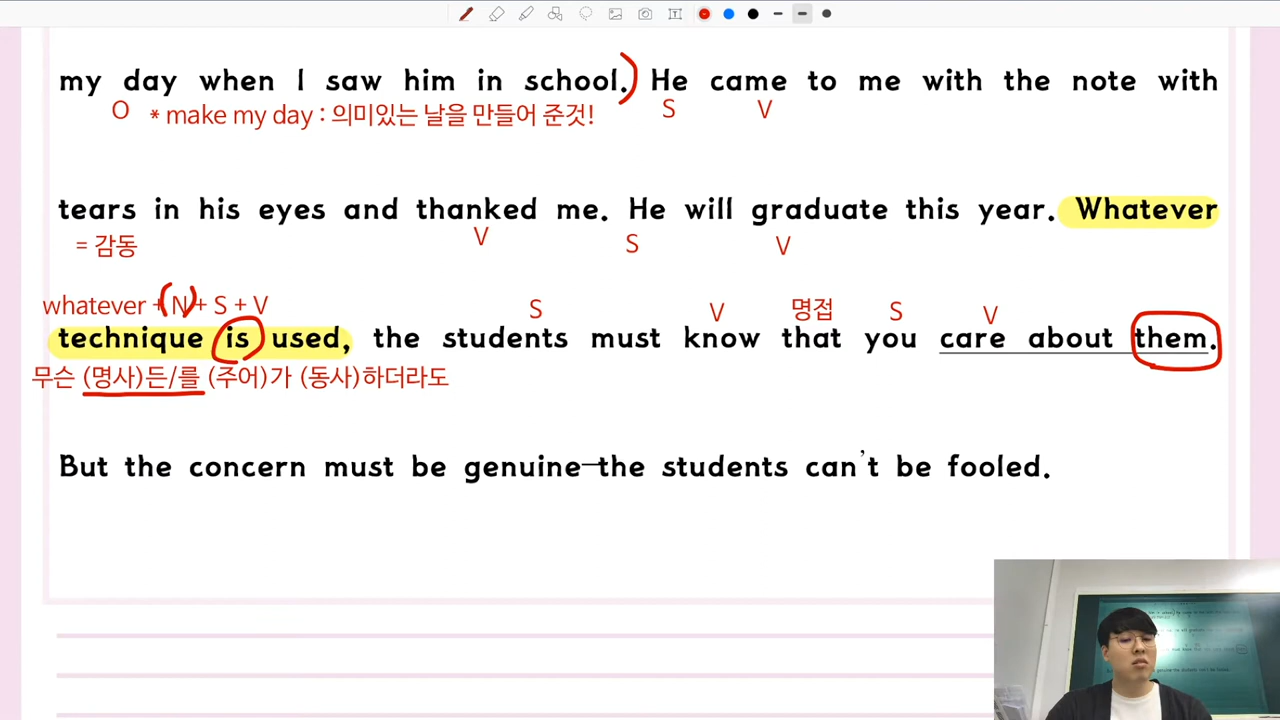 my day when I saw him in school.) He came to me with the note with
O * make my day : 의미있는 날을 만들어 준것! S V
tears in his eyes and thanked me. He will graduate this year. Whatever
= 감동 V S V
whatever + (N) + S + V S V 명접 S V
technique is used, the students must know that you care about them.
무슨 (명사)든/를 (주어)가 (동사)하더라도
But the concern must be genuine—the students can't be fooled.